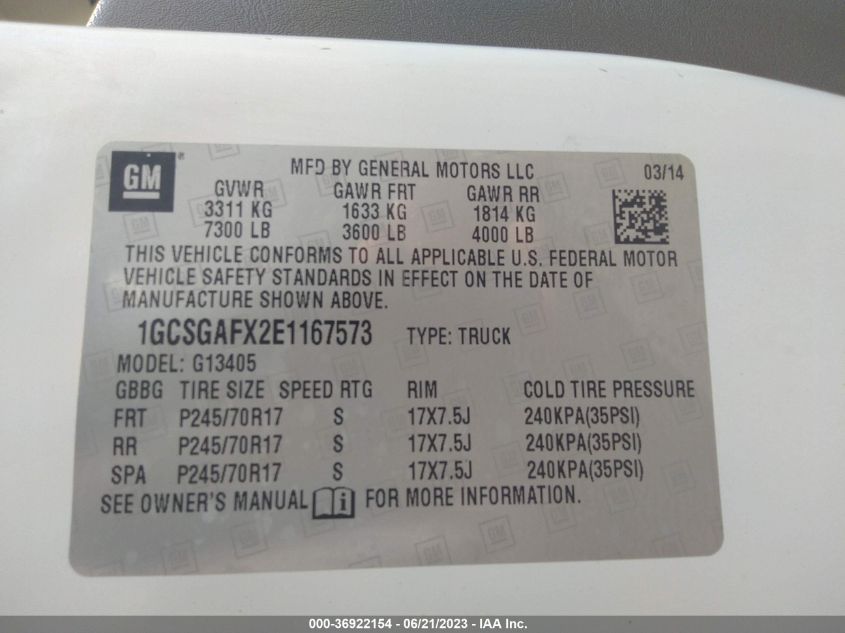 GM ® MFD BY GENERAL MOTORS LLC 03/14
GVWR GAWR FRT GAWR RR
3311 KG 1633 KG 1814 KG
7300 LB 3600 LB 4000 LB
THIS VEHICLE CONFORMS TO ALL APPLICABLE U.S. FEDERAL MOTOR
VEHICLE SAFETY STANDARDS IN EFFECT ON THE DATE OF
MANUFACTURE SHOWN ABOVE.
1GCSGAFX2E1167573 TYPE: TRUCK
MODEL: G13405
GBBG TIRE SIZE SPEED RTG RIM COLD TIRE PRESSURE
FRT P245/70R17 S 17X7.5J 240KPA(35PSI)
RR P245/70R17 S 17X7.5J 240KPA(35PSI)
SPA P245/70R17 S 17X7.5J 240KPA(35PSI)
SEE OWNER'S MANUAL i FOR MORE INFORMATION.
000-36922154 - 06/21/2023 - IAA Inc.